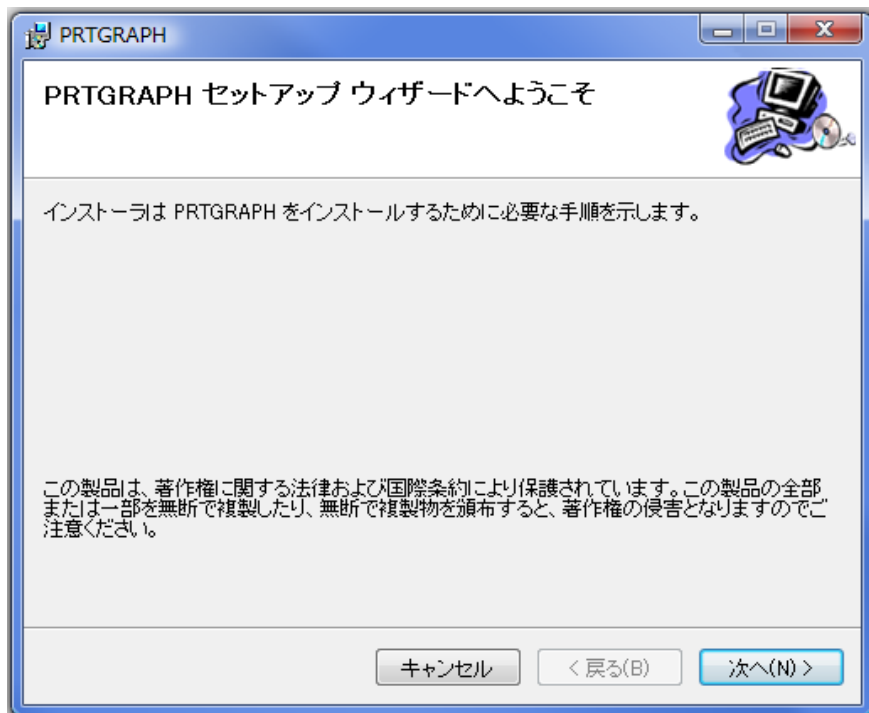 PRTGRAPH
PRTGRAPH セットアップ ウィザードへようこそ
インストーラは PRTGRAPH をインストールするために必要な手順を示します。
この製品は、著作権に関する法律および国際条約により保護されています。この製品の全部
または一部を無断で複製したり、無断で複製物を頒布すると、著作権の侵害となりますのでご
注意ください。
キャンセル
< 戻る(B)
次へ(N) >